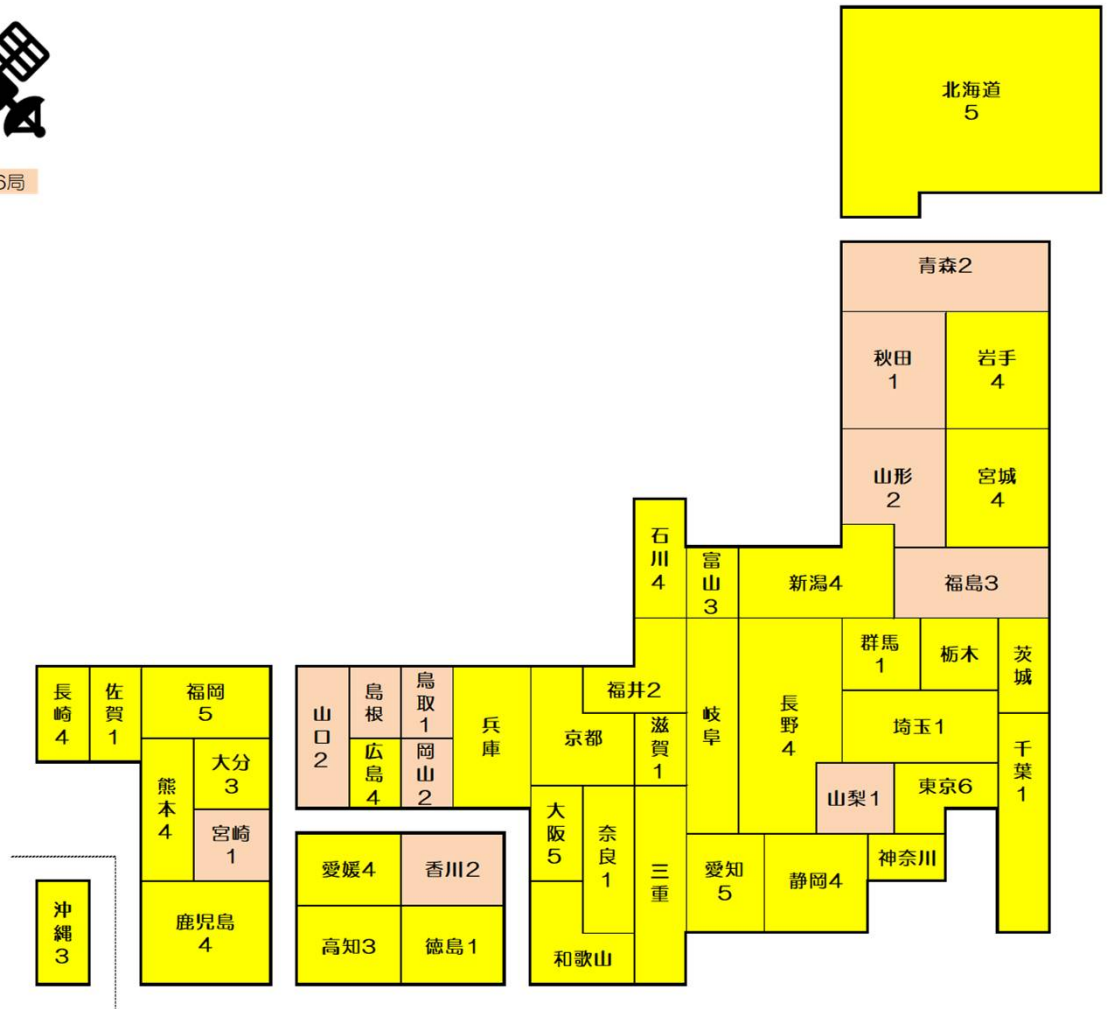 北海道
5
6局
青森2
秋田
1
岩手
4
山形
2
宮城
4
石川4
富山3
新潟4
福島3
群馬
1
栃木
茨城
長崎4
佐賀1
福岡
5
山口2
島根
鳥取1
兵庫
京都
福井2
滋賀1
岐阜
長野4
埼玉1
千葉1
熊本4
大分
3
広島4
岡山2
山梨1
東京6
大阪5
奈良1
三重
宮崎
1
愛媛4
香川2
愛知
5
静岡4
神奈川
沖縄3
鹿児島
4
高知3
徳島1
和歌山